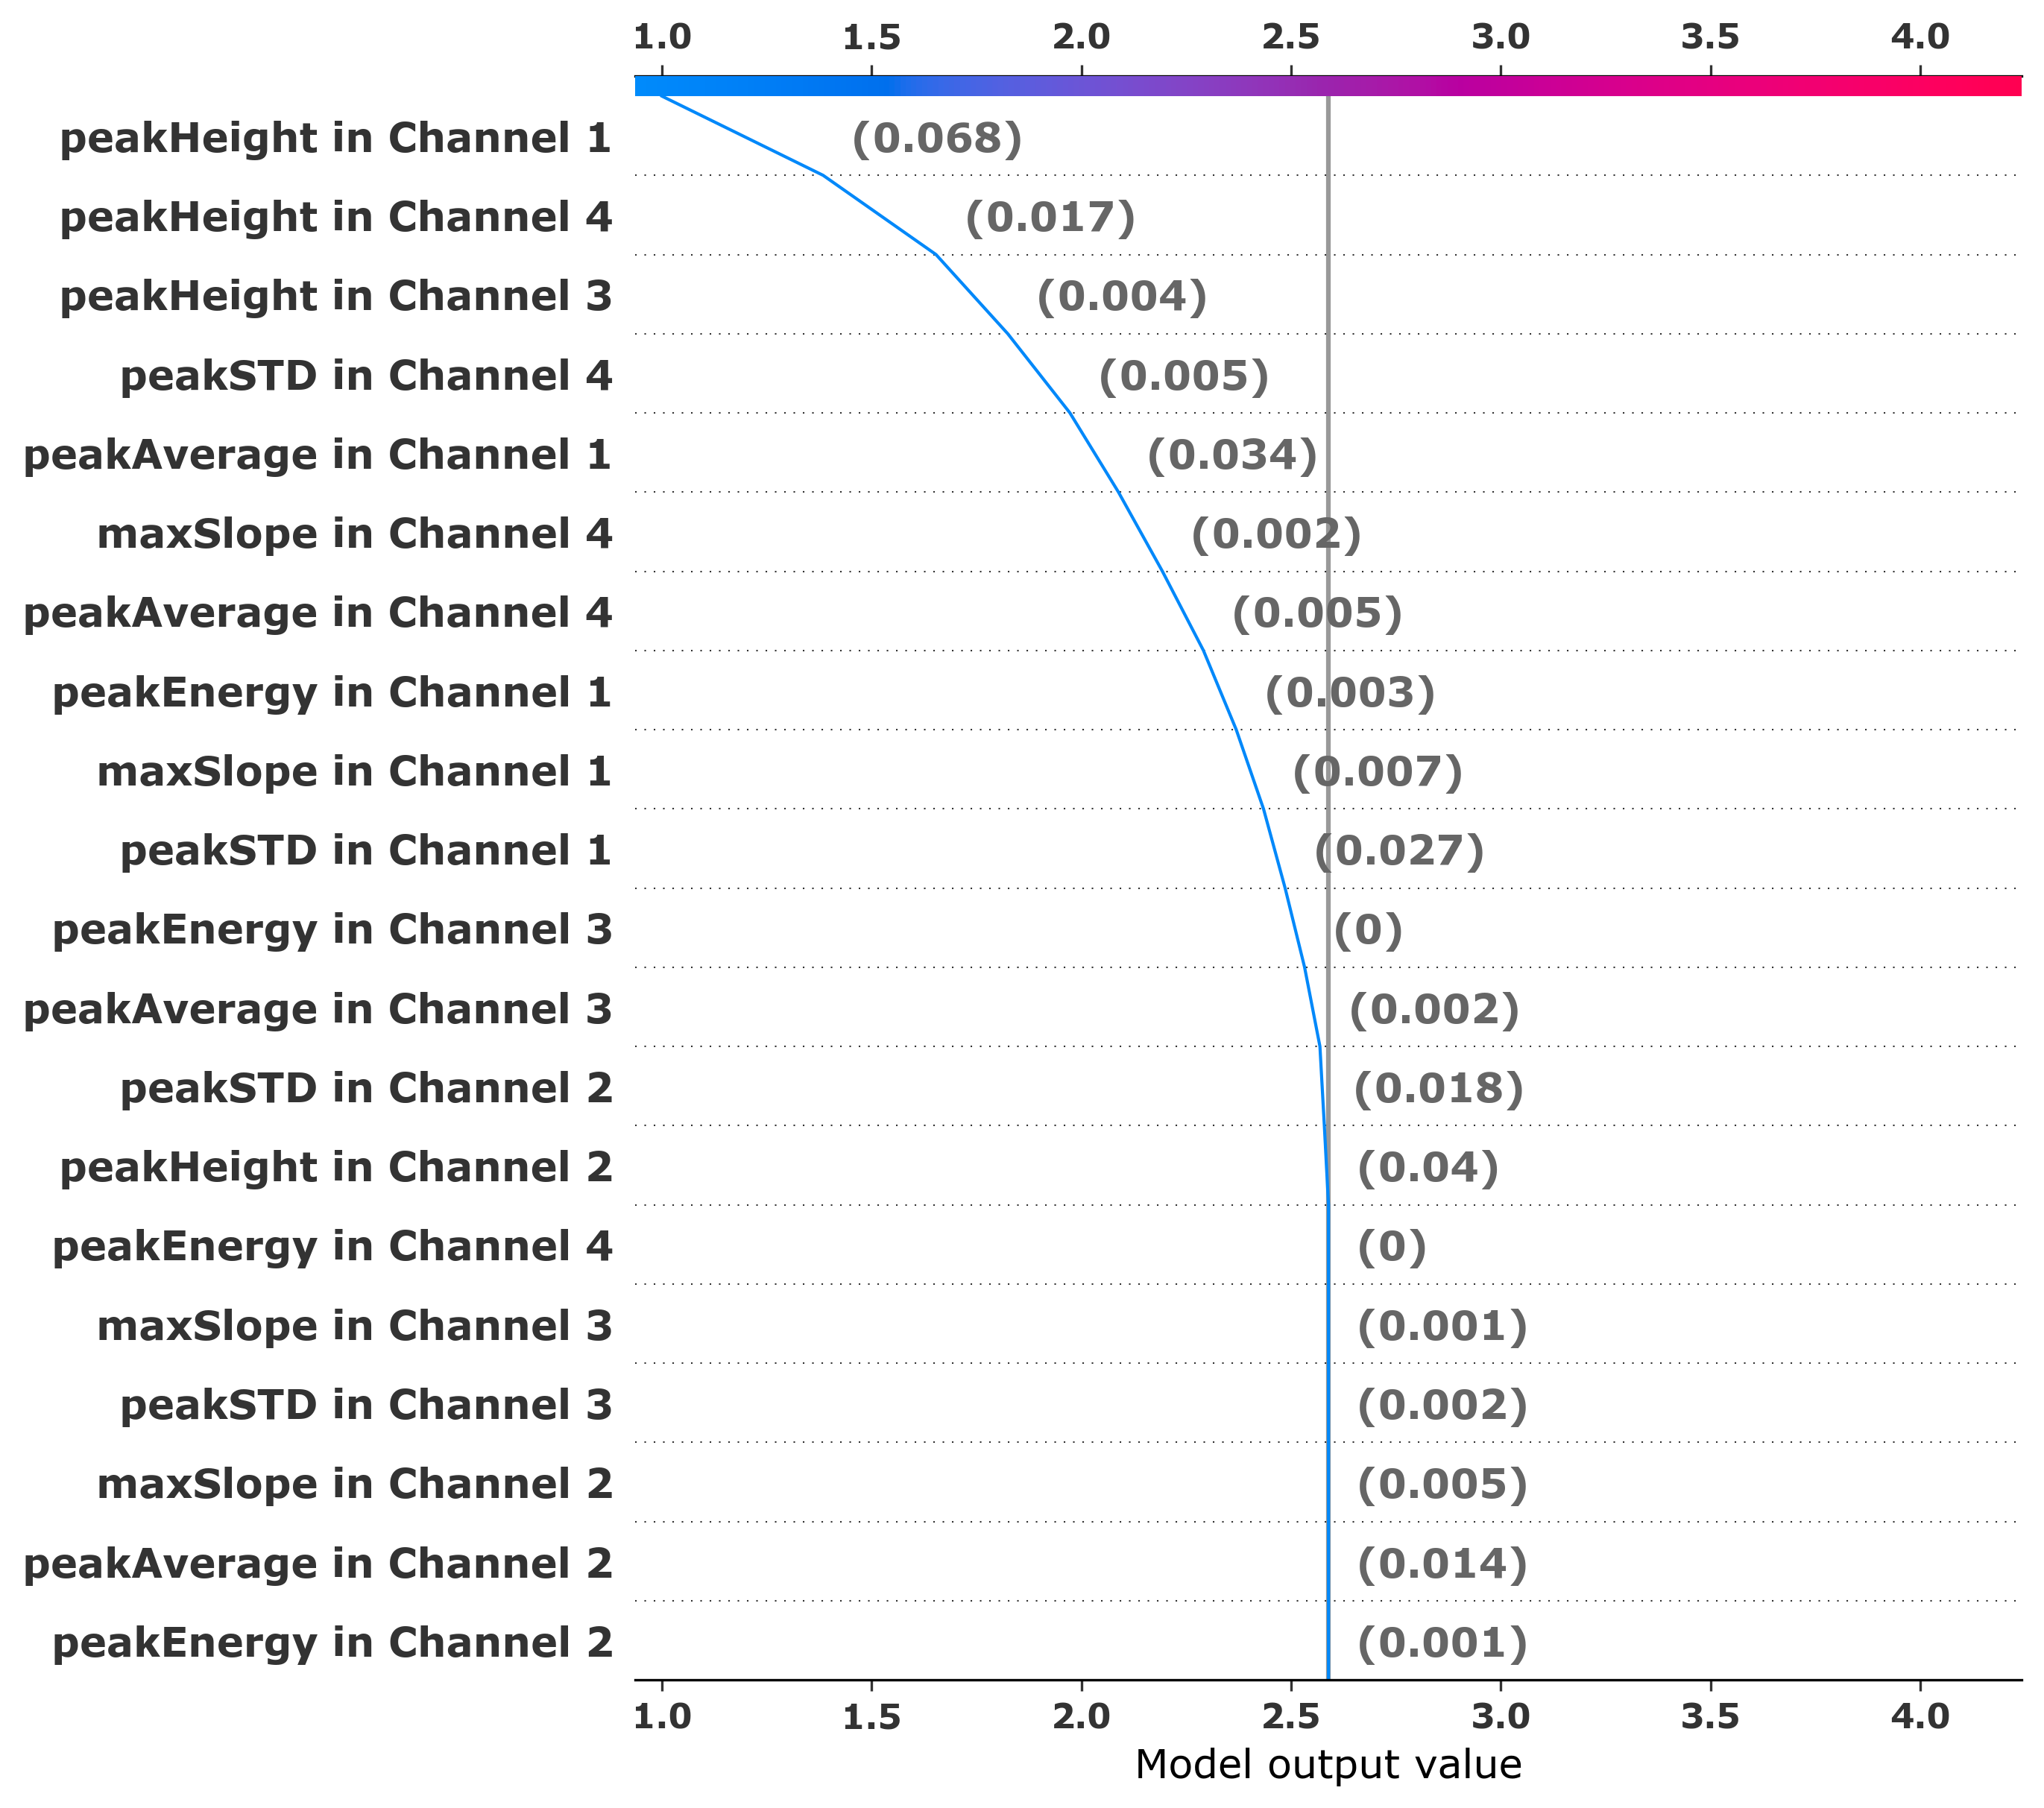 1.0 1.5 2.0 2.5 3.0 3.5 4.0
peakHeight in Channel 1 (0.068)
peakHeight in Channel 4 (0.017)
peakHeight in Channel 3 (0.004)
peakSTD in Channel 4 (0.005)
peakAverage in Channel 1 (0.034)
maxSlope in Channel 4 (0.002)
peakAverage in Channel 4 (0.005)
peakEnergy in Channel 1 (0.003)
maxSlope in Channel 1 (0.007)
peakSTD in Channel 1 (0.027)
peakEnergy in Channel 3 (0)
peakAverage in Channel 3 (0.002)
peakSTD in Channel 2 (0.018)
peakHeight in Channel 2 (0.04)
peakEnergy in Channel 4 (0)
maxSlope in Channel 3 (0.001)
peakSTD in Channel 3 (0.002)
maxSlope in Channel 2 (0.005)
peakAverage in Channel 2 (0.014)
peakEnergy in Channel 2 (0.001)
1.0 1.5 2.0 2.5 3.0 3.5 4.0
Model output value